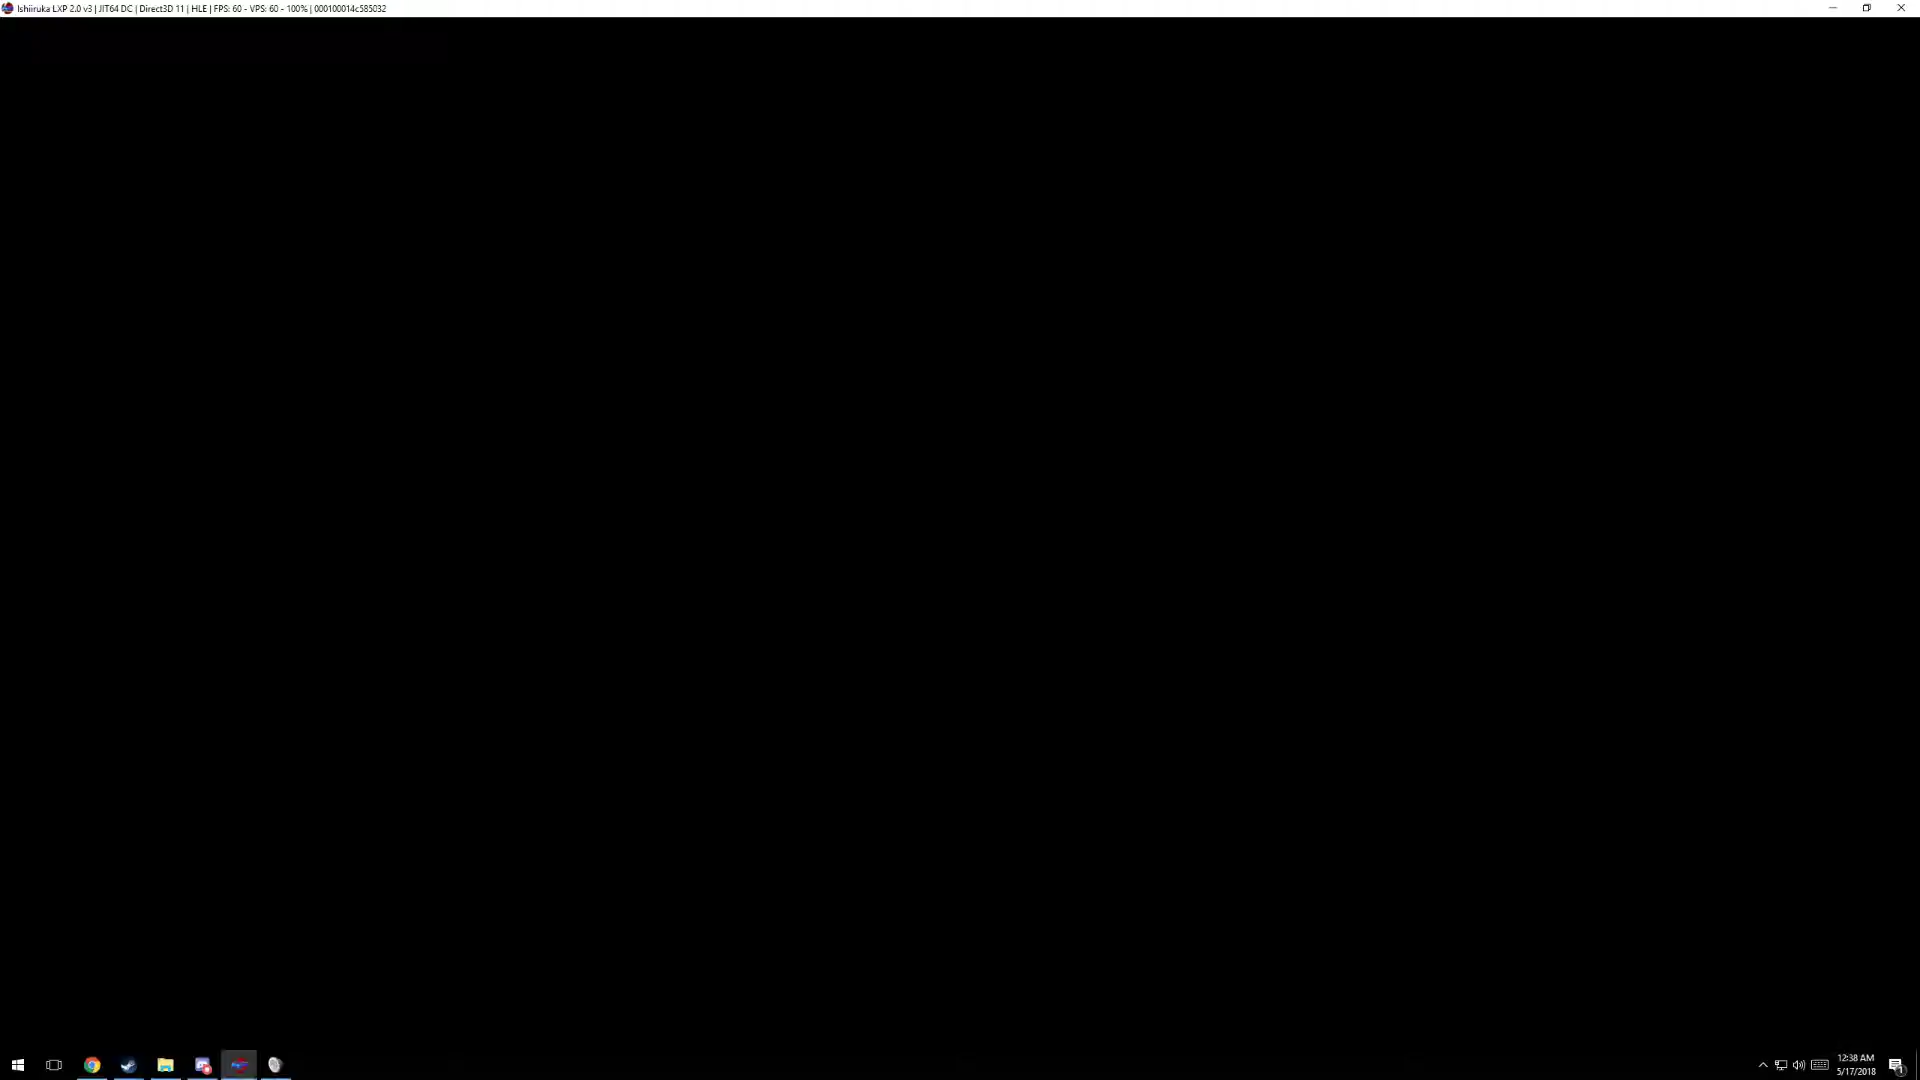 Ishiiruka LXP 2.0 v3 | JIT64 DC | Direct3D 11 | HLE | FPS: 60 - VPS: 60 - 100% | 000100014c585032
12:38 AM
5/17/2018
1